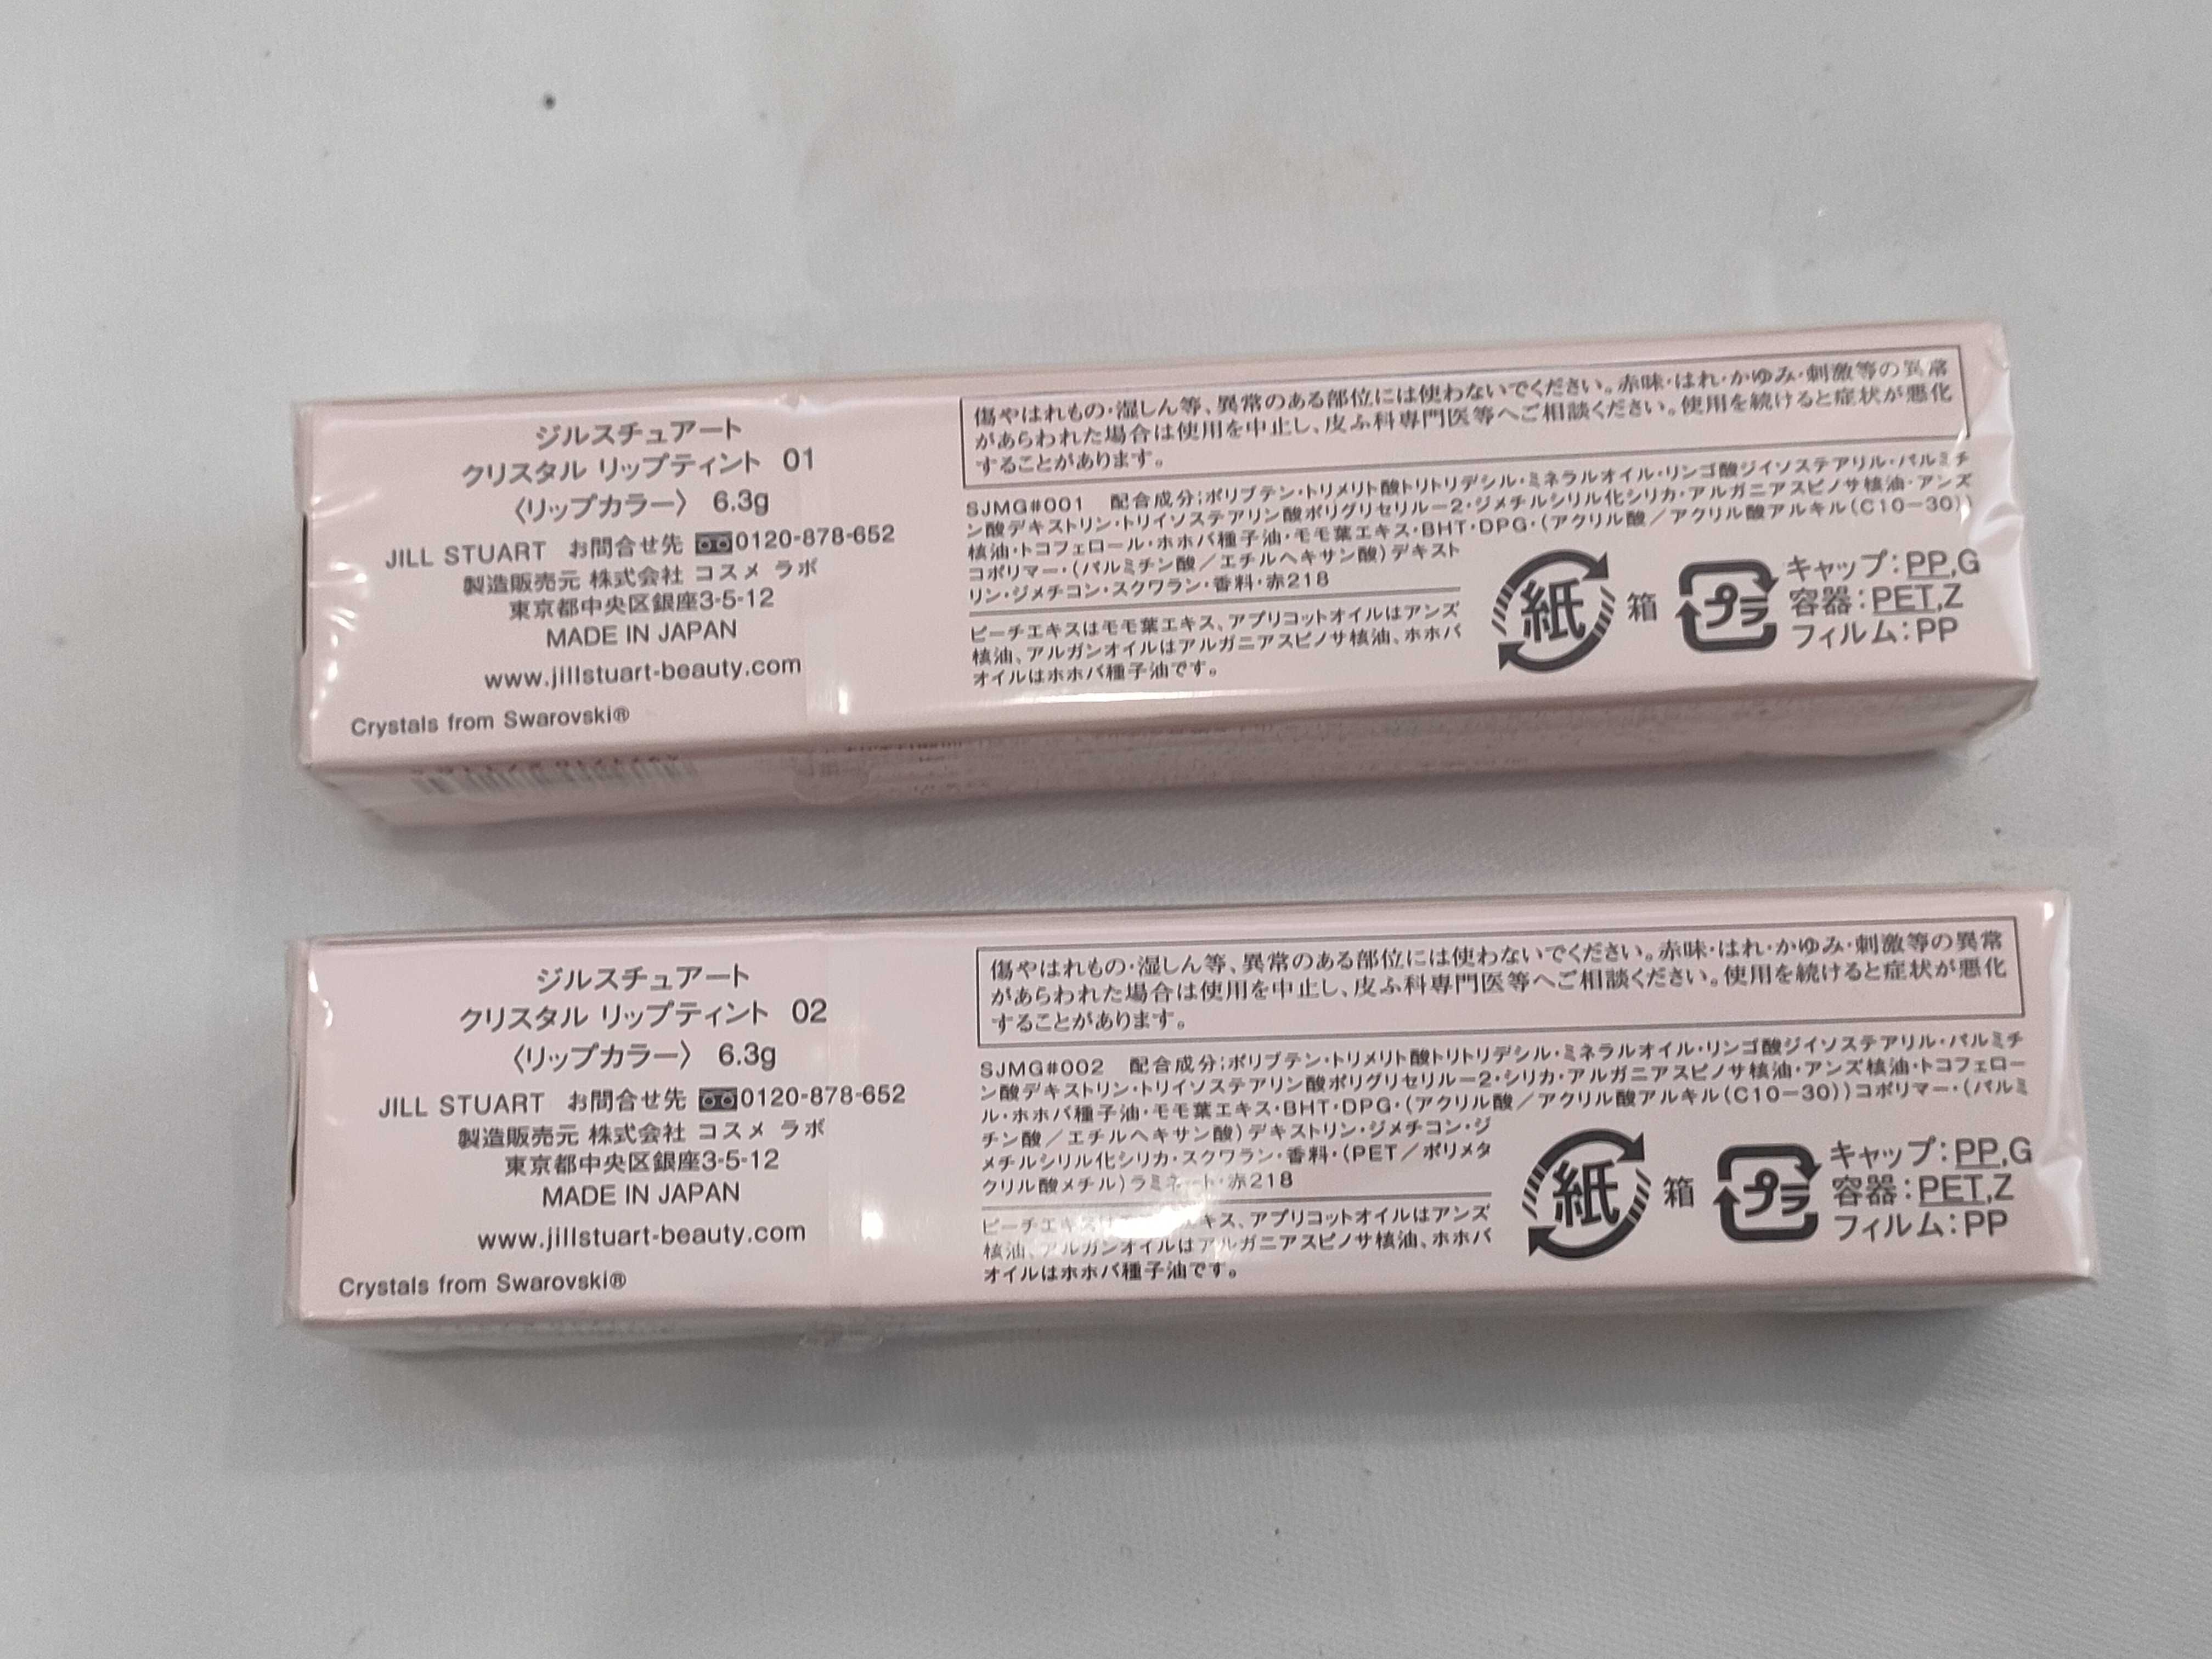 ジルスチュアート
クリスタル リップティント 01
〈リップカラー〉 6.3g
JILL STUART お問合せ先 0120-878-652
製造販売元 株式会社 コスメ ラボ
東京都中央区銀座3-5-12
MADE IN JAPAN
www.jillstuart-beauty.com
Crystals from Swarovski®
傷やはれもの・湿しん等、異常のある部位には使わないでください。赤味・はれ・かゆみ・刺激等の異常
があらわれた場合は使用を中止し、皮ふ科専門医等へご相談ください。使用を続けると症状が悪化
することがあります。
SJMG#001 配合成分;ポリブテン・トリメリト酸トリトリデシル・ミネラルオイル・リンゴ酸ジイソステアリル・パルミチ
ン酸デキストリン・トリイソステアリン酸ポリグリセリル－2・ジメチルシリル化シリカ・アルガニアスピノサ核油・アンズ
核油・トコフェロール・ホホバ種子油・モモ葉エキス・BHT・DPG・(アクリル酸／アクリル酸アルキル(C10－30))
コポリマー・(パルミチン酸／エチルヘキサン酸)デキスト
リン・ジメチコン・スクワラン・香料・赤218
ピーチエキスはモモ葉エキス、アプリコットオイルはアンズ
核油、アルガンオイルはアルガニアスピノサ核油、ホホバ
オイルはホホバ種子油です。
紙 箱
プラ
キャップ：PP,G
容器：PET,Z
フィルム：PP
ジルスチュアート
クリスタル リップティント 02
〈リップカラー〉 6.3g
JILL STUART お問合せ先 0120-878-652
製造販売元 株式会社 コスメ ラボ
東京都中央区銀座3-5-12
MADE IN JAPAN
www.jillstuart-beauty.com
Crystals from Swarovski®
傷やはれもの・湿しん等、異常のある部位には使わないでください。赤味・はれ・かゆみ・刺激等の異常
があらわれた場合は使用を中止し、皮ふ科専門医等へご相談ください。使用を続けると症状が悪化
することがあります。
SJMG#002 配合成分;ポリブテン・トリメリト酸トリトリデシル・ミネラルオイル・リンゴ酸ジイソステアリル・パルミチ
ン酸デキストリン・トリイソステアリン酸ポリグリセリル－2・シリカ・アルガニアスピノサ核油・アンズ核油・トコフェロー
ル・ホホバ種子油・モモ葉エキス・BHT・DPG・(アクリル酸／アクリル酸アルキル(C10－30))コポリマー・(パルミ
チン酸／エチルヘキサン酸)デキストリン・ジメチコン・ジ
メチルシリル化シリカ・スクワラン・香料・(PET／ポリメタ
クリル酸メチル)ラミネート・赤218
ピーチエキスは キス、アプリコットオイルはアンズ
核油、アルガンオイルはアルガニアスピノサ核油、ホホバ
オイルはホホバ種子油です。
紙 箱
プラ
キャップ：PP,G
容器：PET,Z
フィルム：PP